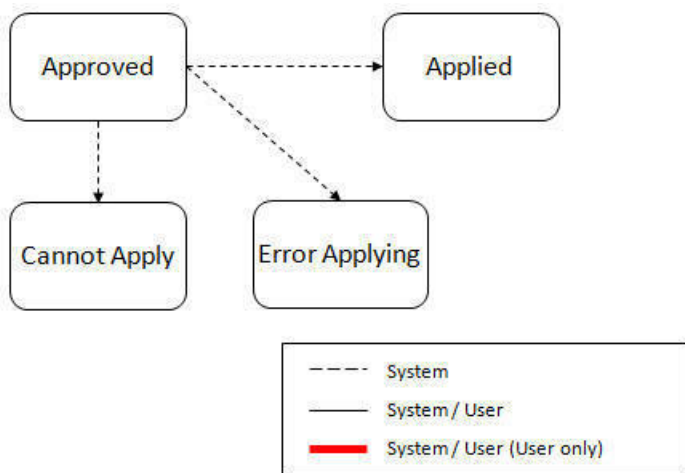 Approved
Applied
Cannot Apply
Error Applying
System
System / User
System / User (User only)